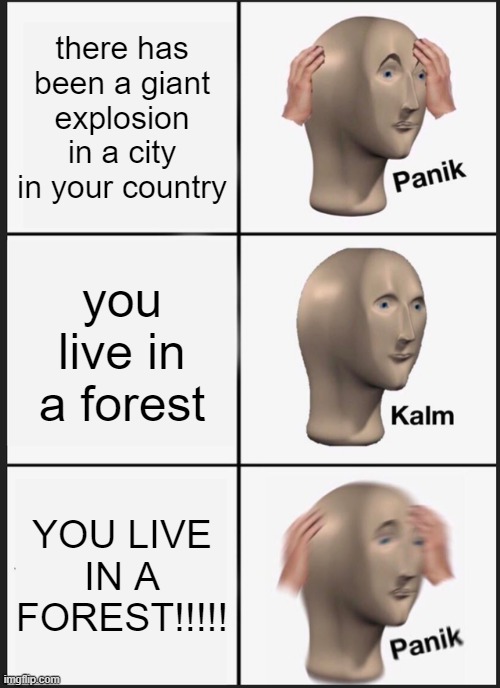 there has
been a giant
explosion
in a city
in your country
Panik
you
live in
a forest
Kalm
YOU LIVE
IN A
FOREST!!!!!
Panik
imgflip.com